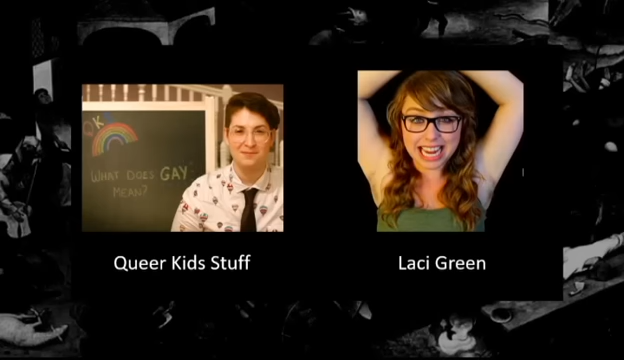 QK
WHAT DOES GAY
MEAN?
Queer Kids Stuff
Laci Green